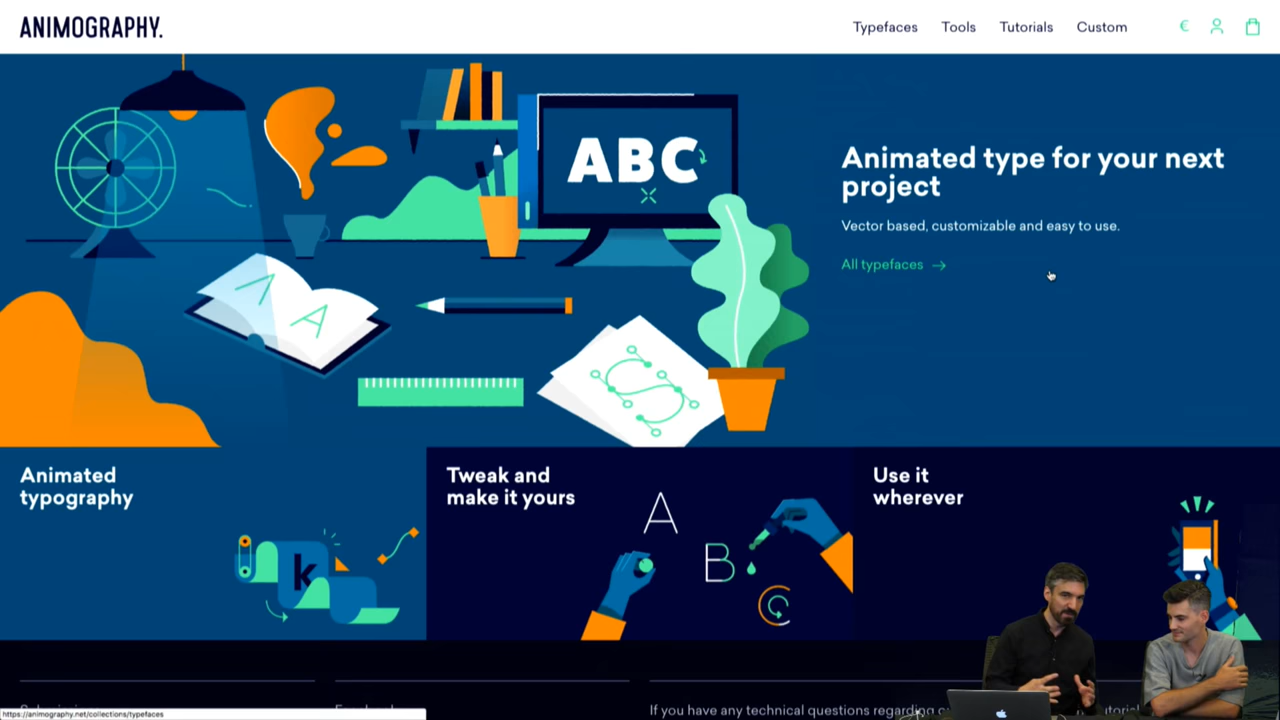 ANIMOGRAPHY.
Typefaces Tools Tutorials Custom €
ABC
Animated type for your next
project
Vector based, customizable and easy to use.
All typefaces →
A A
S
Animated
typography
k
Tweak and
make it yours
A
B
C
Use it
wherever
If you have any technical questions regarding
https://animography.net/collections/typefaces